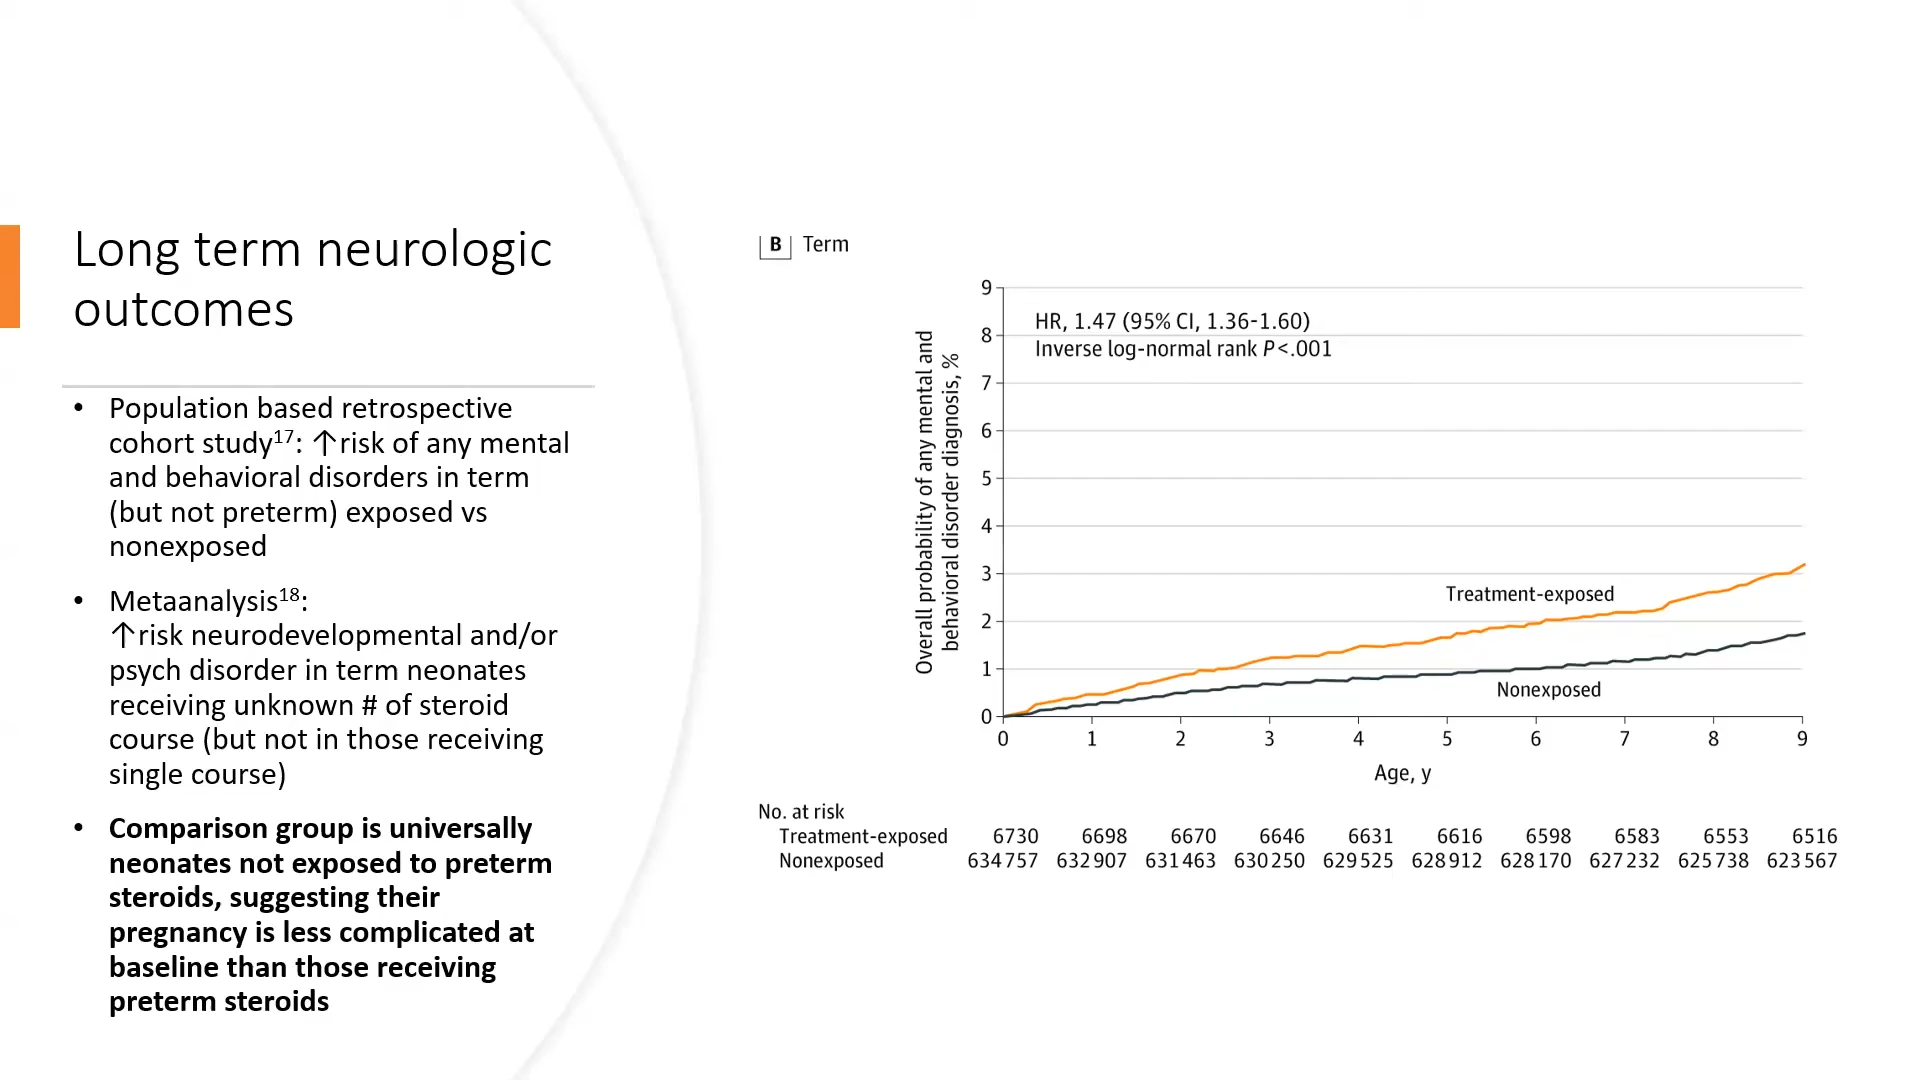 Long term neurologic
outcomes
• Population based retrospective
cohort study17: ↑risk of any mental
and behavioral disorders in term
(but not preterm) exposed vs
nonexposed
• Metaanalysis18:
↑risk neurodevelopmental and/or
psych disorder in term neonates
receiving unknown # of steroid
course (but not in those receiving
single course)
• Comparison group is universally
neonates not exposed to preterm
steroids, suggesting their
pregnancy is less complicated at
baseline than those receiving
preterm steroids
B Term
Overall probability of any mental and
behavioral disorder diagnosis, %
9
8
7
6
5
4
3
2
1
0
HR, 1.47 (95% CI, 1.36-1.60)
Inverse log-normal rank P<.001
Treatment-exposed
Nonexposed
0 1 2 3 4 5 6 7 8 9
Age, y
No. at risk
Treatment-exposed 6730 6698 6670 6646 6631 6616 6598 6583 6553 6516
Nonexposed 634757 632907 631463 630250 629525 628912 628170 627232 625738 623567